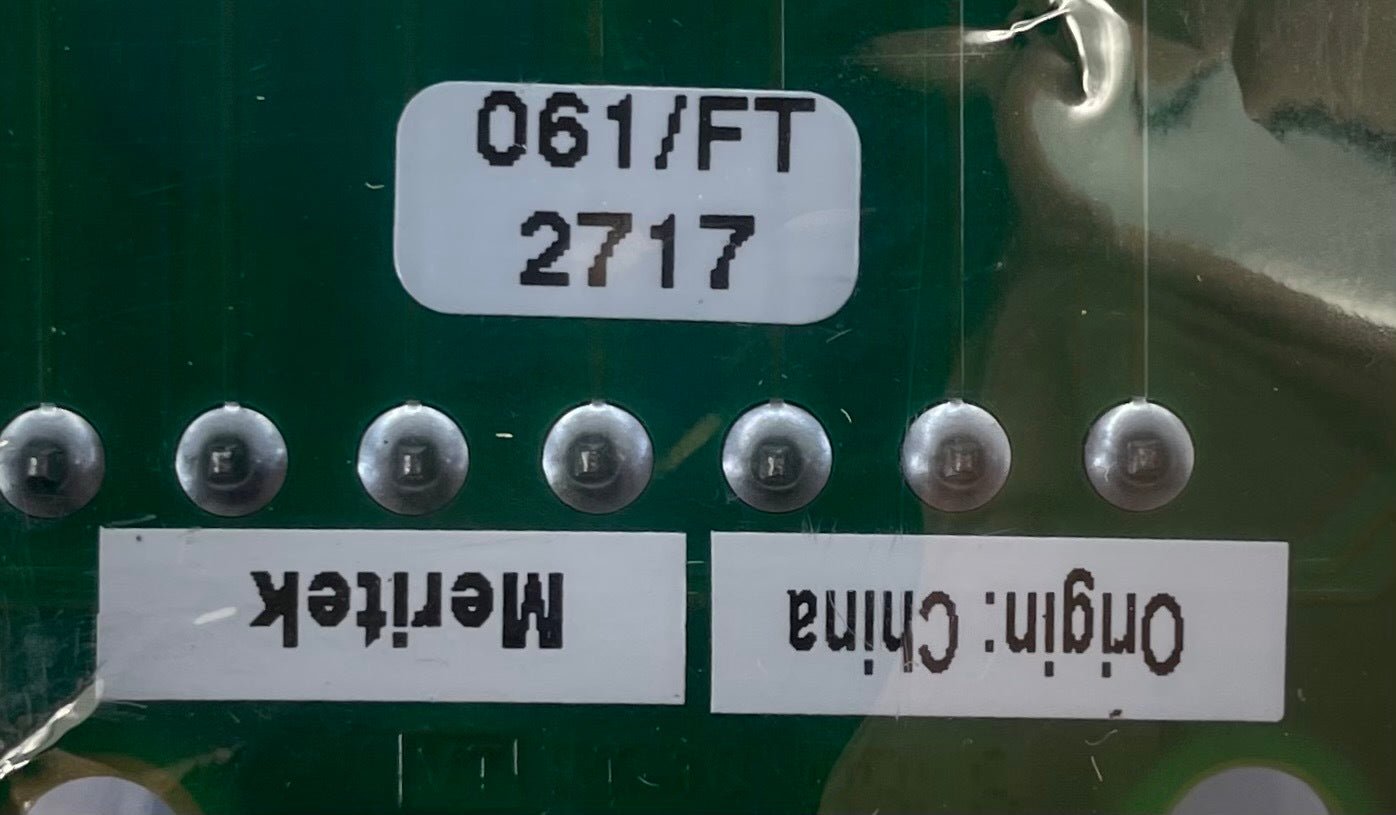 061/FT
2717
Meritek
Origin: China